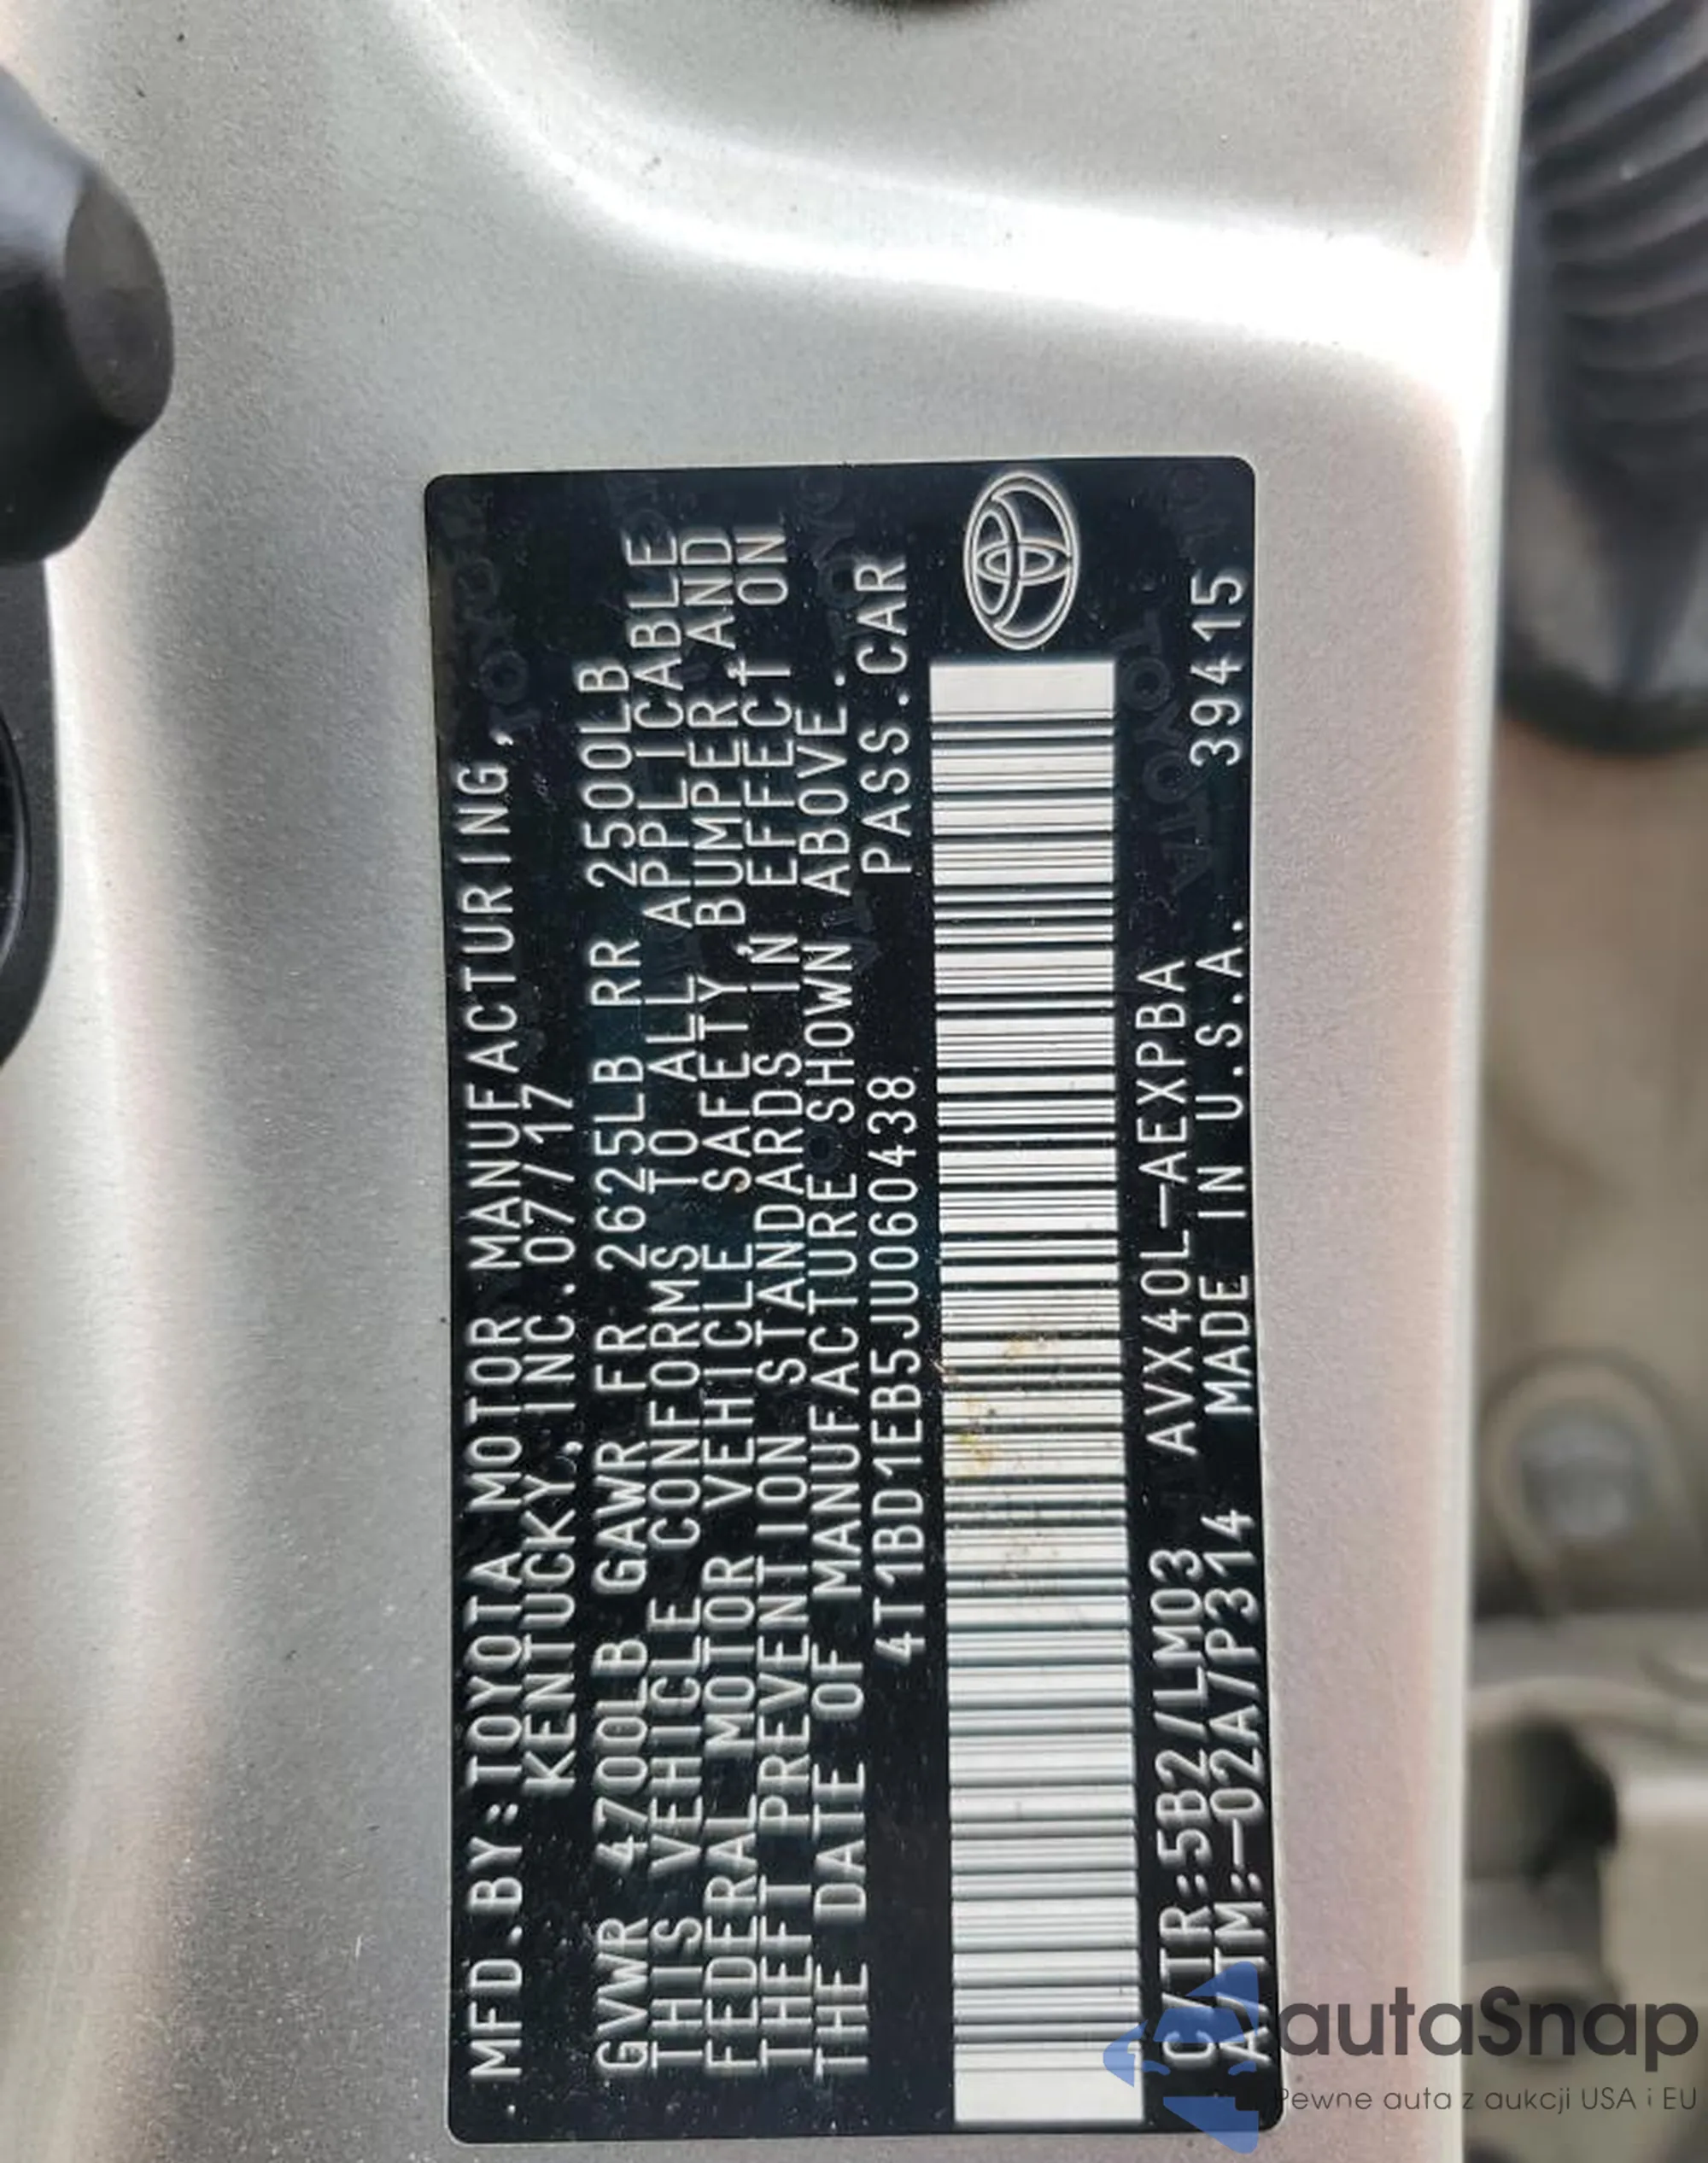 MFD.BY:TOYOTA MOTOR MANUFACTURING,
KENTUCKY, INC. 07/17
GVWR 4700LB GAWR FR 2625LB RR 2500LB
THIS VEHICLE CONFORMS TO ALL APPLICABLE
FEDERAL MOTOR VEHICLE SAFETY, BUMPER AND
THEFT PREVENTION STANDARDS IN EFFECT ON
THE DATE OF MANUFACTURE SHOWN ABOVE.
4T1BD1EB5JU060438 PASS.CAR
C/TR:5B2/LM03 AVX40L-AEXPBA
A/TM:-02A/P314 MADE IN U.S.A. 39415
autaSnap
Pewne auta z aukcji USA i EU